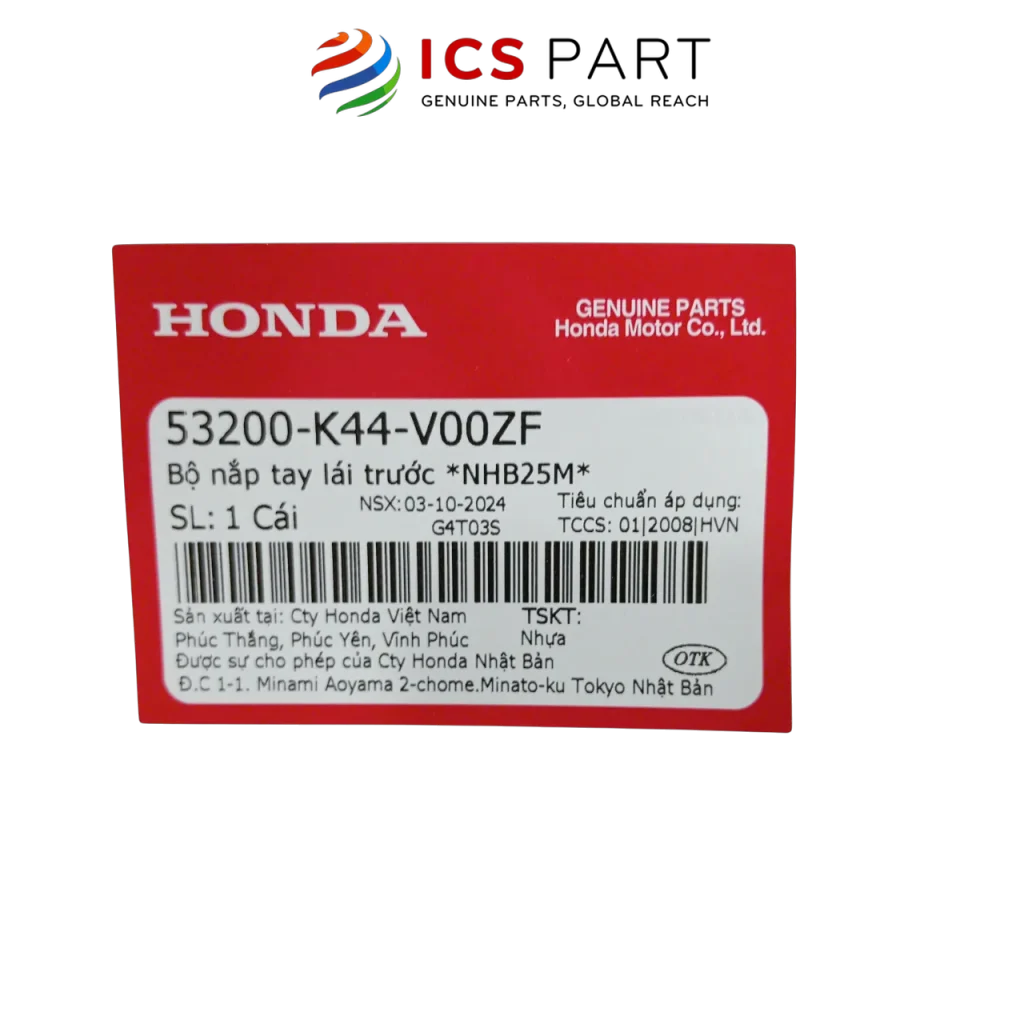 ICS PART
GENUINE PARTS, GLOBAL REACH
HONDA
GENUINE PARTS
Honda Motor Co., Ltd.
53200-K44-V00ZF
Bộ nắp tay lái trước *NHB25M*
SL: 1 Cái
NSX: 03-10-2024
G4T03S
Tiêu chuẩn áp dụng:
TCCS: 01|2008|HVN
Sản xuất tại: Cty Honda Việt Nam
Phúc Thắng, Phúc Yên, Vĩnh Phúc
TSKT:
Nhựa
Được sự cho phép của Cty Honda Nhật Bản
OTK
Đ.C 1-1. Minami Aoyama 2-chome.Minato-ku Tokyo Nhật Bản